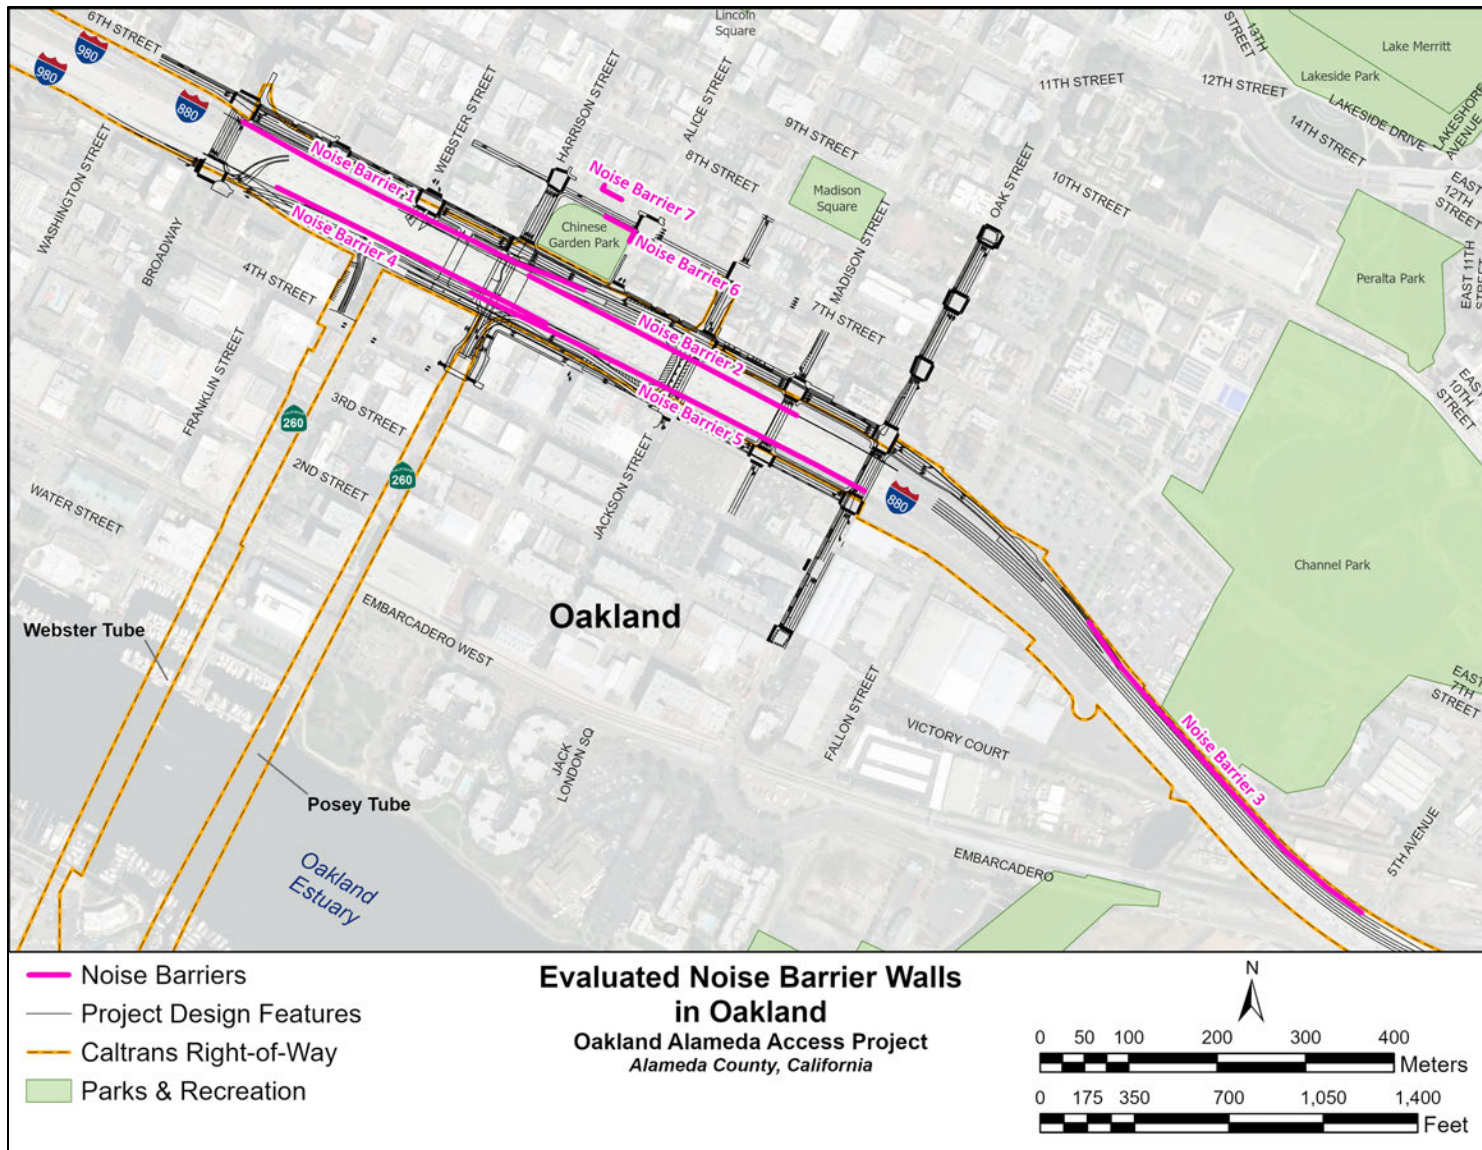 6TH STREET
980
980
880
Lincoln
Square
WEBSTER STREET
HARRISON STREET
ALICE STREET
9TH STREET
8TH STREET
11TH STREET
12TH STREET
13TH
STREET
14TH STREET
Lake Merritt
Lakeside Park
LAKESIDE DRIVE
LAKESHORE
AVENUE
EAST
12TH
STREET
EAST 11TH
STREET
EAST
10TH
STREET
10TH STREET
OAK STREET
MADISON STREET
Madison
Square
Peralta Park
WASHINGTON STREET
BROADWAY
Noise Barrier 1
Noise Barrier 4
Noise Barrier 7
Noise Barrier 6
Chinese
Garden Park
4TH STREET
7TH STREET
Noise Barrier 2
Noise Barrier 5
FRANKLIN STREET
3RD STREET
260
260
2ND STREET
JACKSON STREET
880
WATER STREET
Channel Park
EMBARCADERO WEST
Oakland
Webster Tube
Posey Tube
JACK
LONDON SQ
FALLON STREET
VICTORY COURT
EAST
7TH
STREET
Noise Barrier 3
5TH AVENUE
EMBARCADERO
Oakland
Estuary
Noise Barriers
Project Design Features
Caltrans Right-of-Way
Parks & Recreation
Evaluated Noise Barrier Walls
in Oakland
Oakland Alameda Access Project
Alameda County, California
N
0 50 100 200 300 400
Meters
0 175 350 700 1,050 1,400
Feet